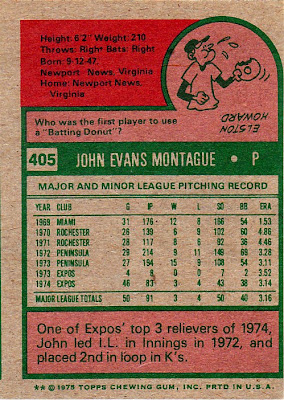 Height: 6'2" Weight: 210
Throws: Right Bats: Right
Born: 9-12-47,
Newport News, Virginia
Home: Newport News,
Virginia
Who was the first player to use
a "Batting Donut"?
ELSTON
HOWARD
405 JOHN EVANS MONTAGUE • P
MAJOR AND MINOR LEAGUE PITCHING RECORD
YEAR CLUB G IP W L SO BB ERA
1969 MIAMI 31 176 12 8 166 54 1.53
1970 ROCHESTER 26 139 6 9 102 60 4.86
1971 ROCHESTER 28 117 8 6 82 36 4.46
1972 PENINSULA 29 214 9 11 149 69 3.28
1973 PENINSULA 27 194 15 9 108 54 3.11
1973 EXPOS 4 8 0 0 7 2 3.52
1974 EXPOS 46 83 3 4 43 38 3.14
MAJOR LEAGUE TOTALS 50 91 3 4 50 40 3.16
One of Expos' top 3 relievers of 1974,
John led I.L. in Innings in 1972, and
placed 2nd in loop in K's.
** © 1975 TOPPS CHEWING GUM, INC. PRTD IN U.S.A.